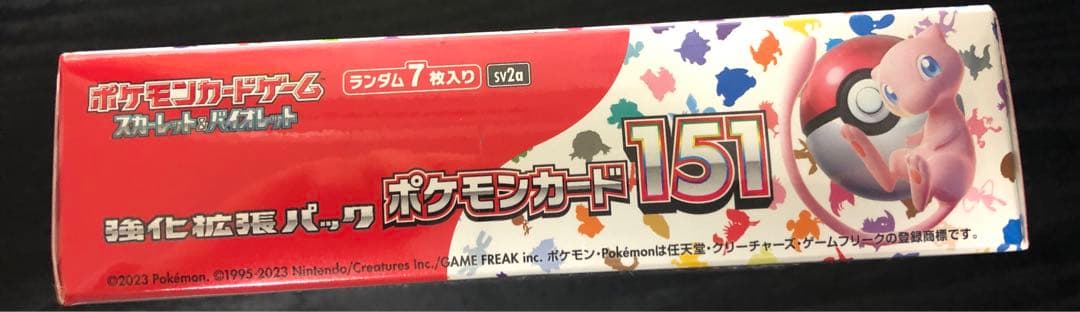 ポケモンカードゲーム
スカーレット&バイオレット
ランダム7枚入り
sv2a
強化拡張パック
ポケモンカード151
©2023 Pokémon. ©1995-2023 Nintendo/Creatures Inc./GAME FREAK inc. ポケモン・Pokémonは任天堂・クリーチャーズ・ゲームフリークの登録商標です。